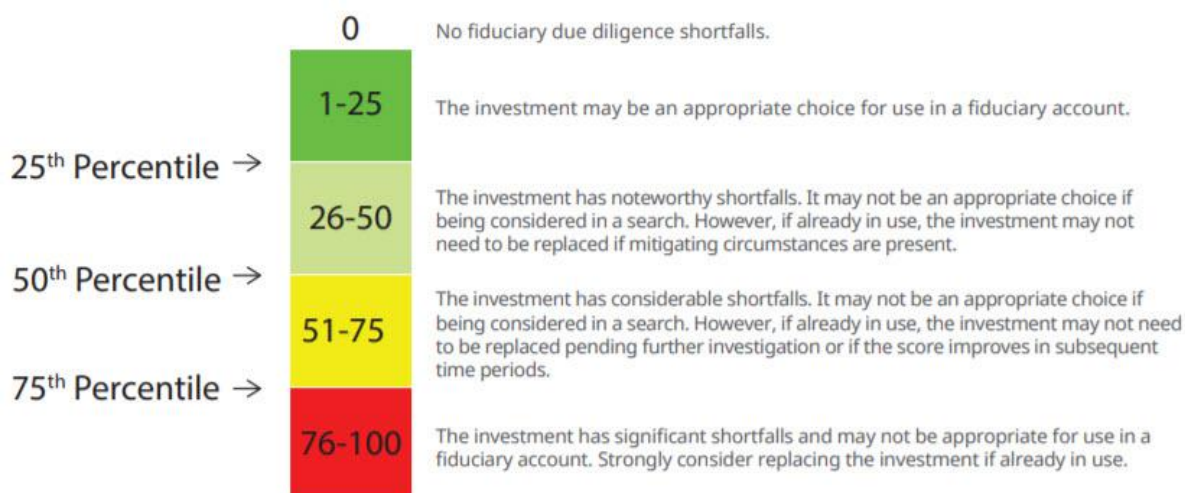 0
No fiduciary due diligence shortfalls.
1-25
The investment may be an appropriate choice for use in a fiduciary account.
25th Percentile →
26-50
The investment has noteworthy shortfalls. It may not be an appropriate choice if
being considered in a search. However, if already in use, the investment may not
need to be replaced if mitigating circumstances are present.
50th Percentile →
51-75
The investment has considerable shortfalls. It may not be an appropriate choice if
being considered in a search. However, if already in use, the investment may not need
to be replaced pending further investigation or if the score improves in subsequent
time periods.
75th Percentile →
76-100
The investment has significant shortfalls and may not be appropriate for use in a
fiduciary account. Strongly consider replacing the investment if already in use.